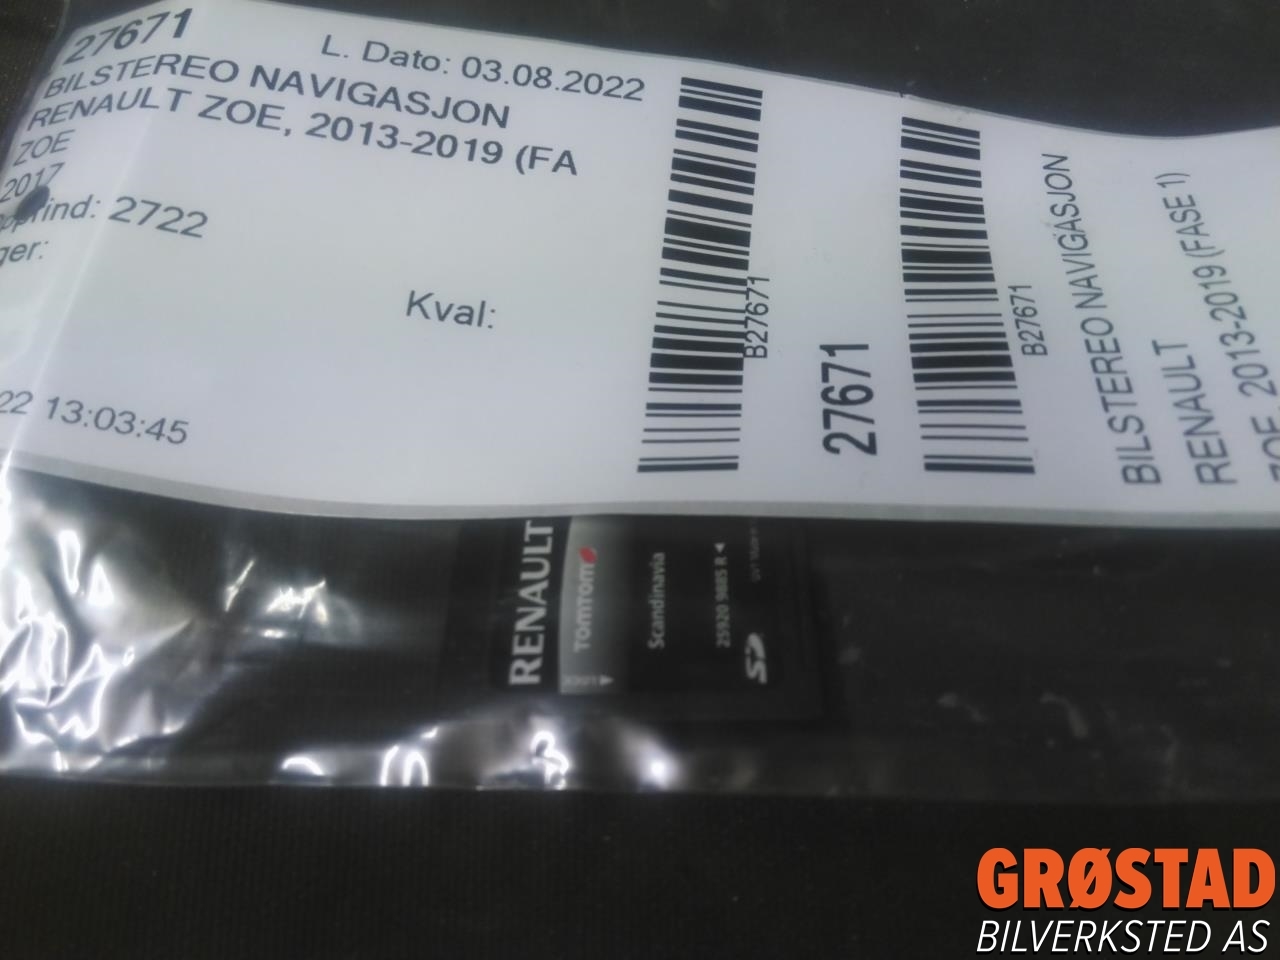 27671
L. Dato: 03.08.2022
BILSTEREO NAVIGASJON
RENAULT ZOE, 2013-2019 (FA
ZOE
2017
2722
Kval:
22 13:03:45
B27671
27671
B27671
BILSTEREO NAVIGASJON
RENAULT
ZOE, 2013-2019 (FASE 1)
RENAULT
TOMTOM
LOCK
Scandinavia
25920 9885 R
SD
GRØSTAD
BILVERKSTED AS